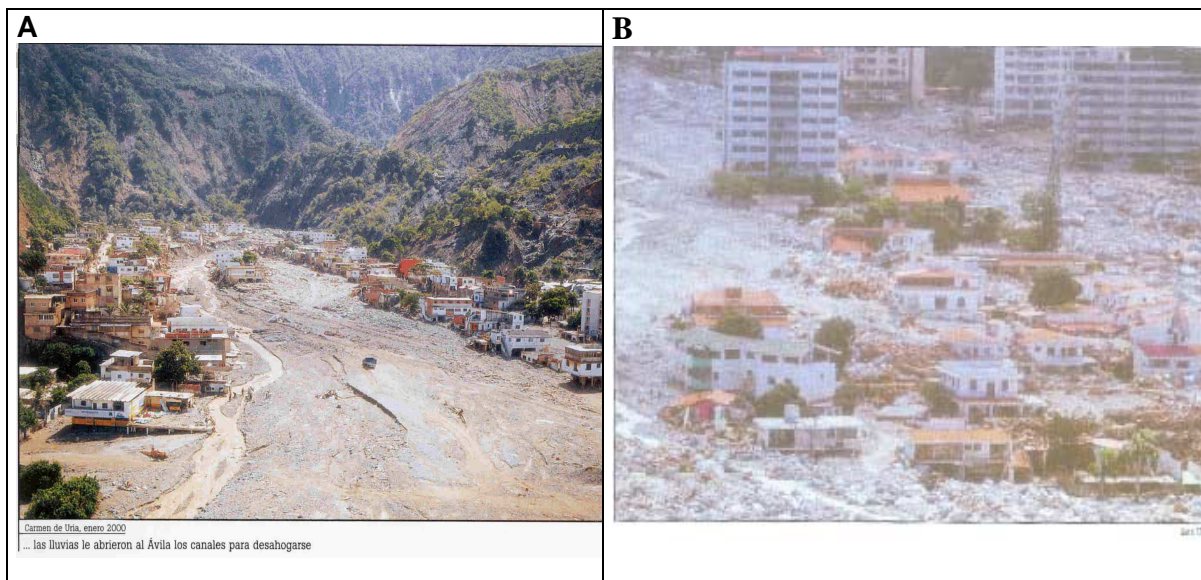 A
B
Carmen de Uria, enero 2000
... las lluvias le abrieron al Ávila los canales para desahogarse